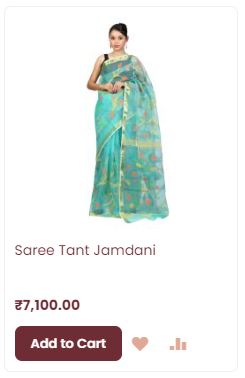 Saree Tant Jamdani
₹7,100.00
Add to Cart